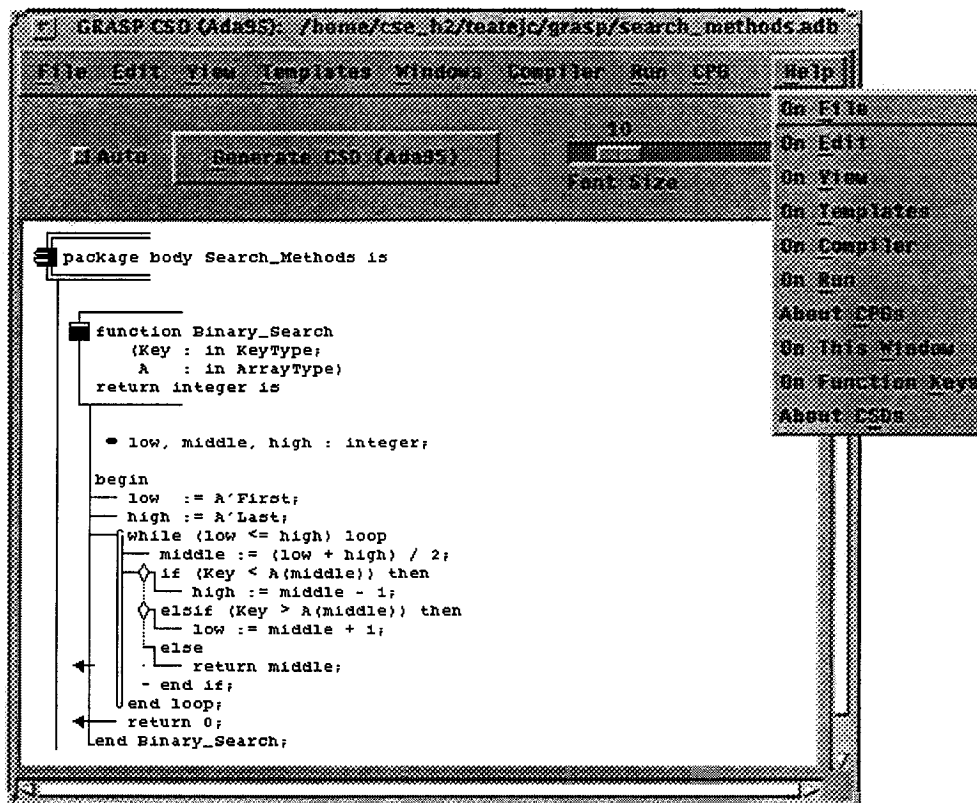 GRASP CSD (Ada95): /home/cse_h2/teatejc/grasp/search_methods.adb
File Edit View Templates Windows Compiler Run CPG Help
On File
On Edit
On View
On Templates
On Compiler
On Run
About CPGs
On This Window
On Function Keys
About CSDs
Auto
Generate CSD (Ada95)
10
Font Size
package body Search_Methods is
function Binary_Search
(Key : in KeyType;
A : in ArrayType)
return integer is
low, middle, high : integer;
begin
low := A'First;
high := A'Last;
while (low <= high) loop
middle := (low + high) / 2;
if (Key < A(middle)) then
high := middle - 1;
elsif (Key > A(middle)) then
low := middle + 1;
else
return middle;
end if;
end loop;
return 0;
end Binary_Search;